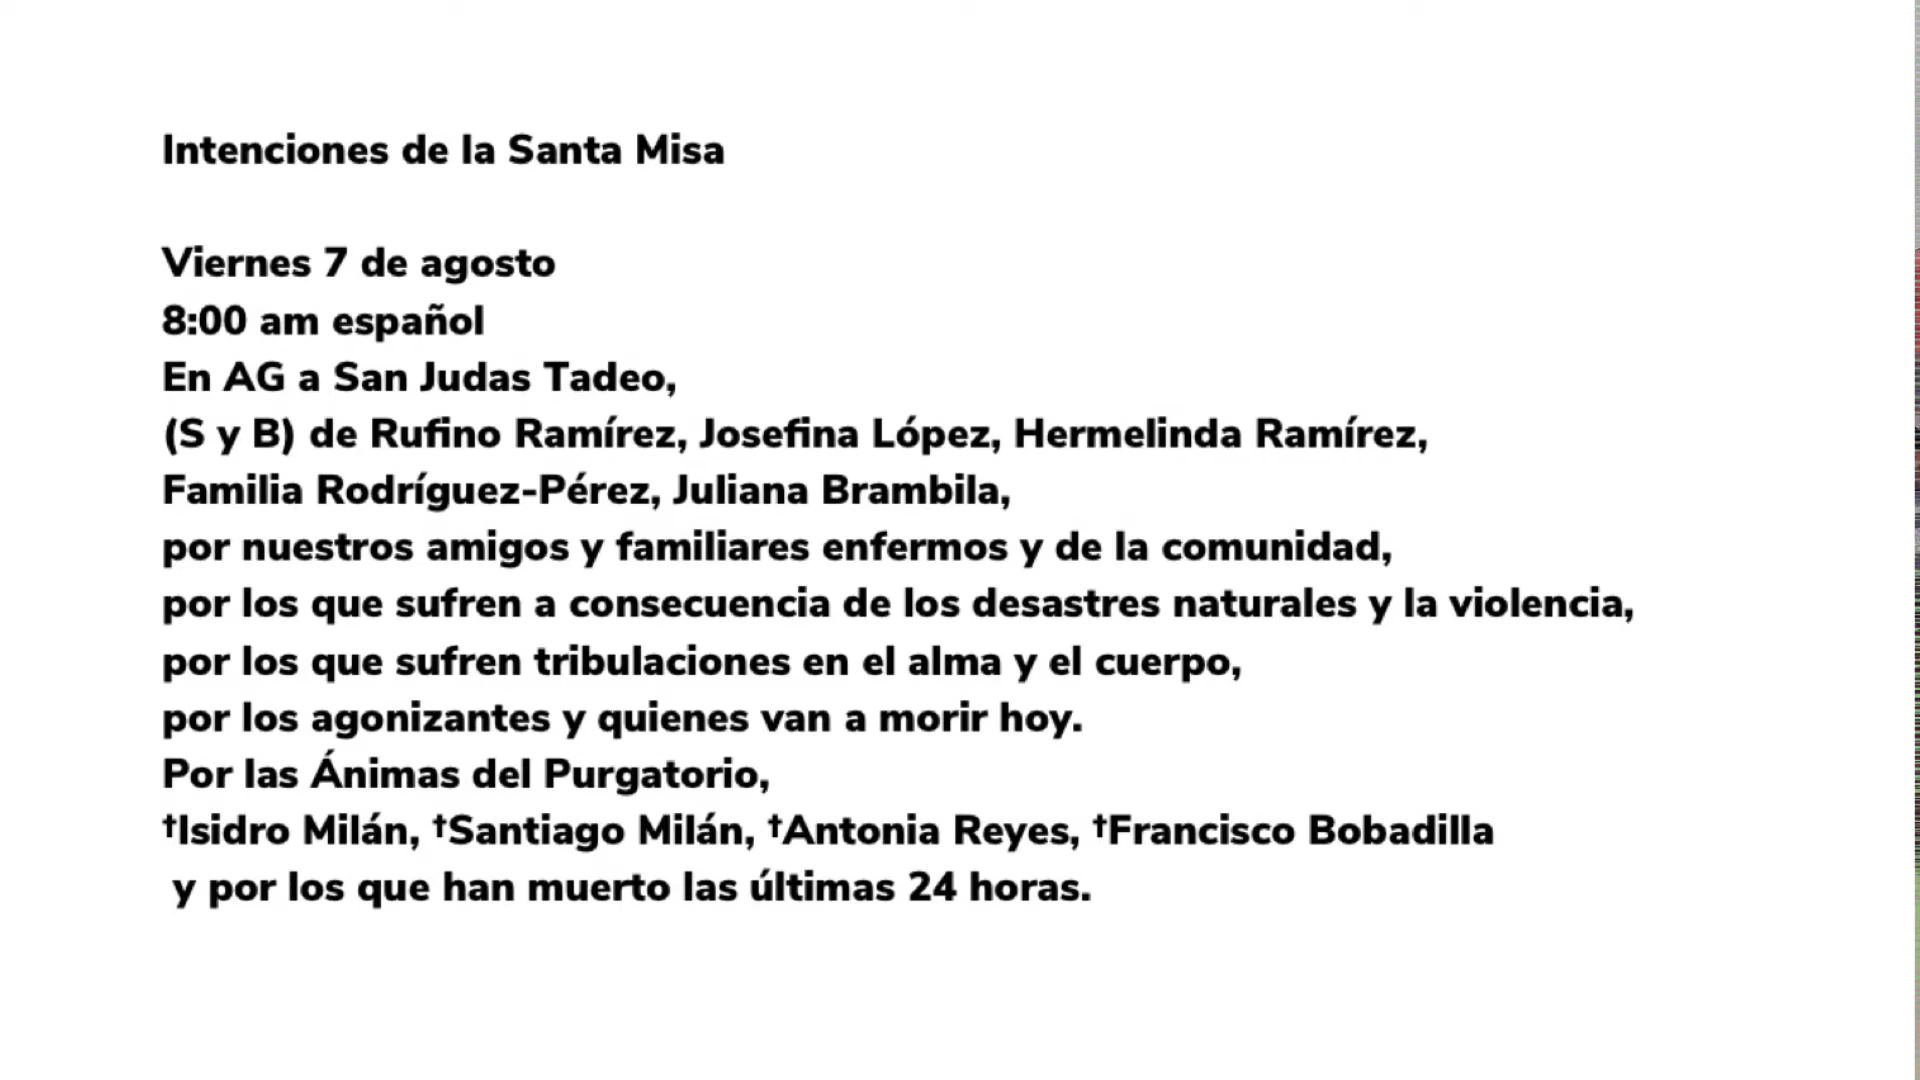 Intenciones de la Santa Misa
Viernes 7 de agosto
8:00 am español
En AG a San Judas Tadeo,
(S y B) de Rufino Ramírez, Josefina López, Hermelinda Ramírez,
Familia Rodríguez-Pérez, Juliana Brambila,
por nuestros amigos y familiares enfermos y de la comunidad,
por los que sufren a consecuencia de los desastres naturales y la violencia,
por los que sufren tribulaciones en el alma y el cuerpo,
por los agonizantes y quienes van a morir hoy.
Por las Ánimas del Purgatorio,
†Isidro Milán, †Santiago Milán, †Antonia Reyes, †Francisco Bobadilla
y por los que han muerto las últimas 24 horas.